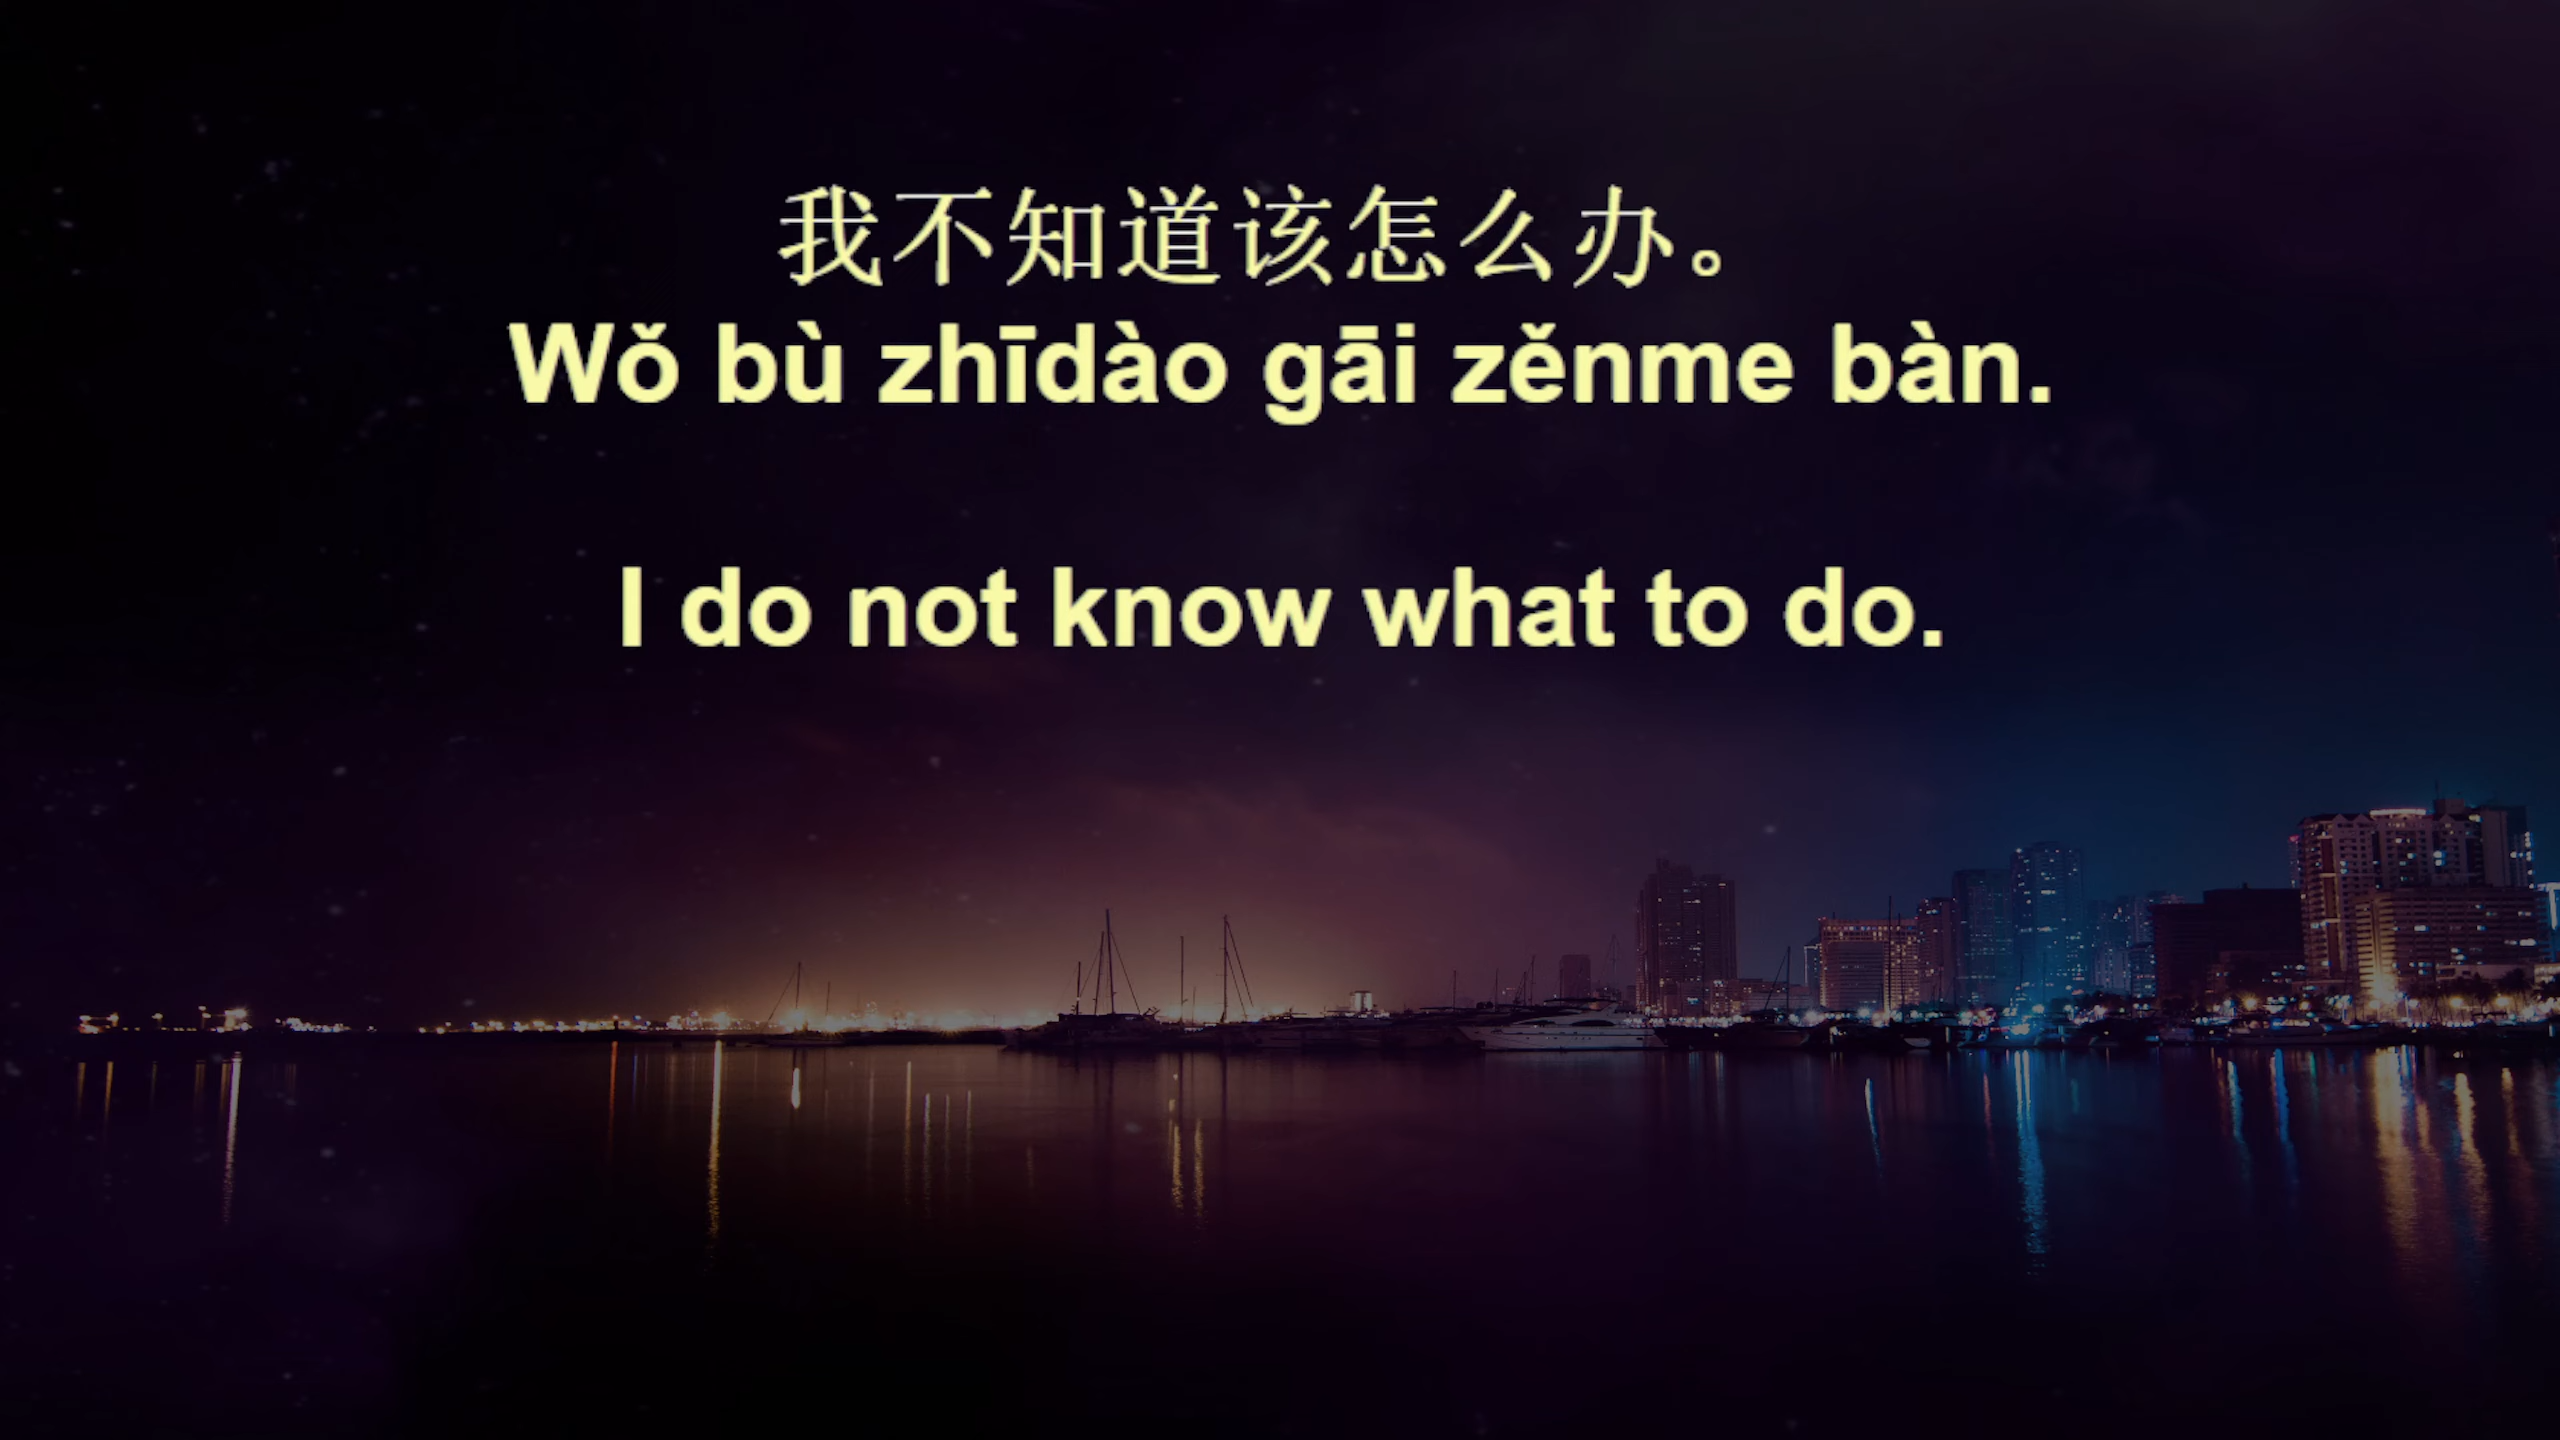 我不知道该怎么办。
Wǒ bù zhīdào gāi zěnme bàn.
I do not know what to do.